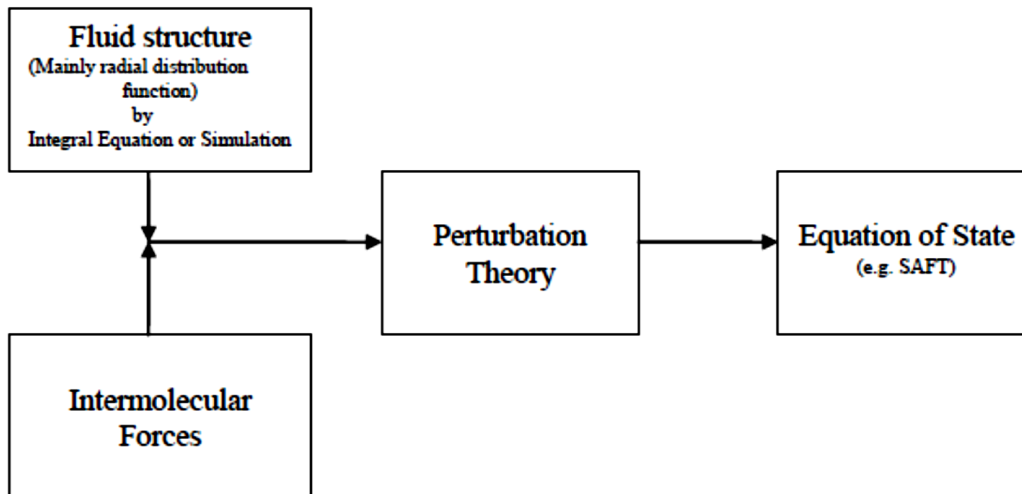 Fluid structure
(Mainly radial distribution
function)
by
Integral Equation or Simulation
Perturbation
Theory
Equation of State
(e.g. SAFT)
Intermolecular
Forces